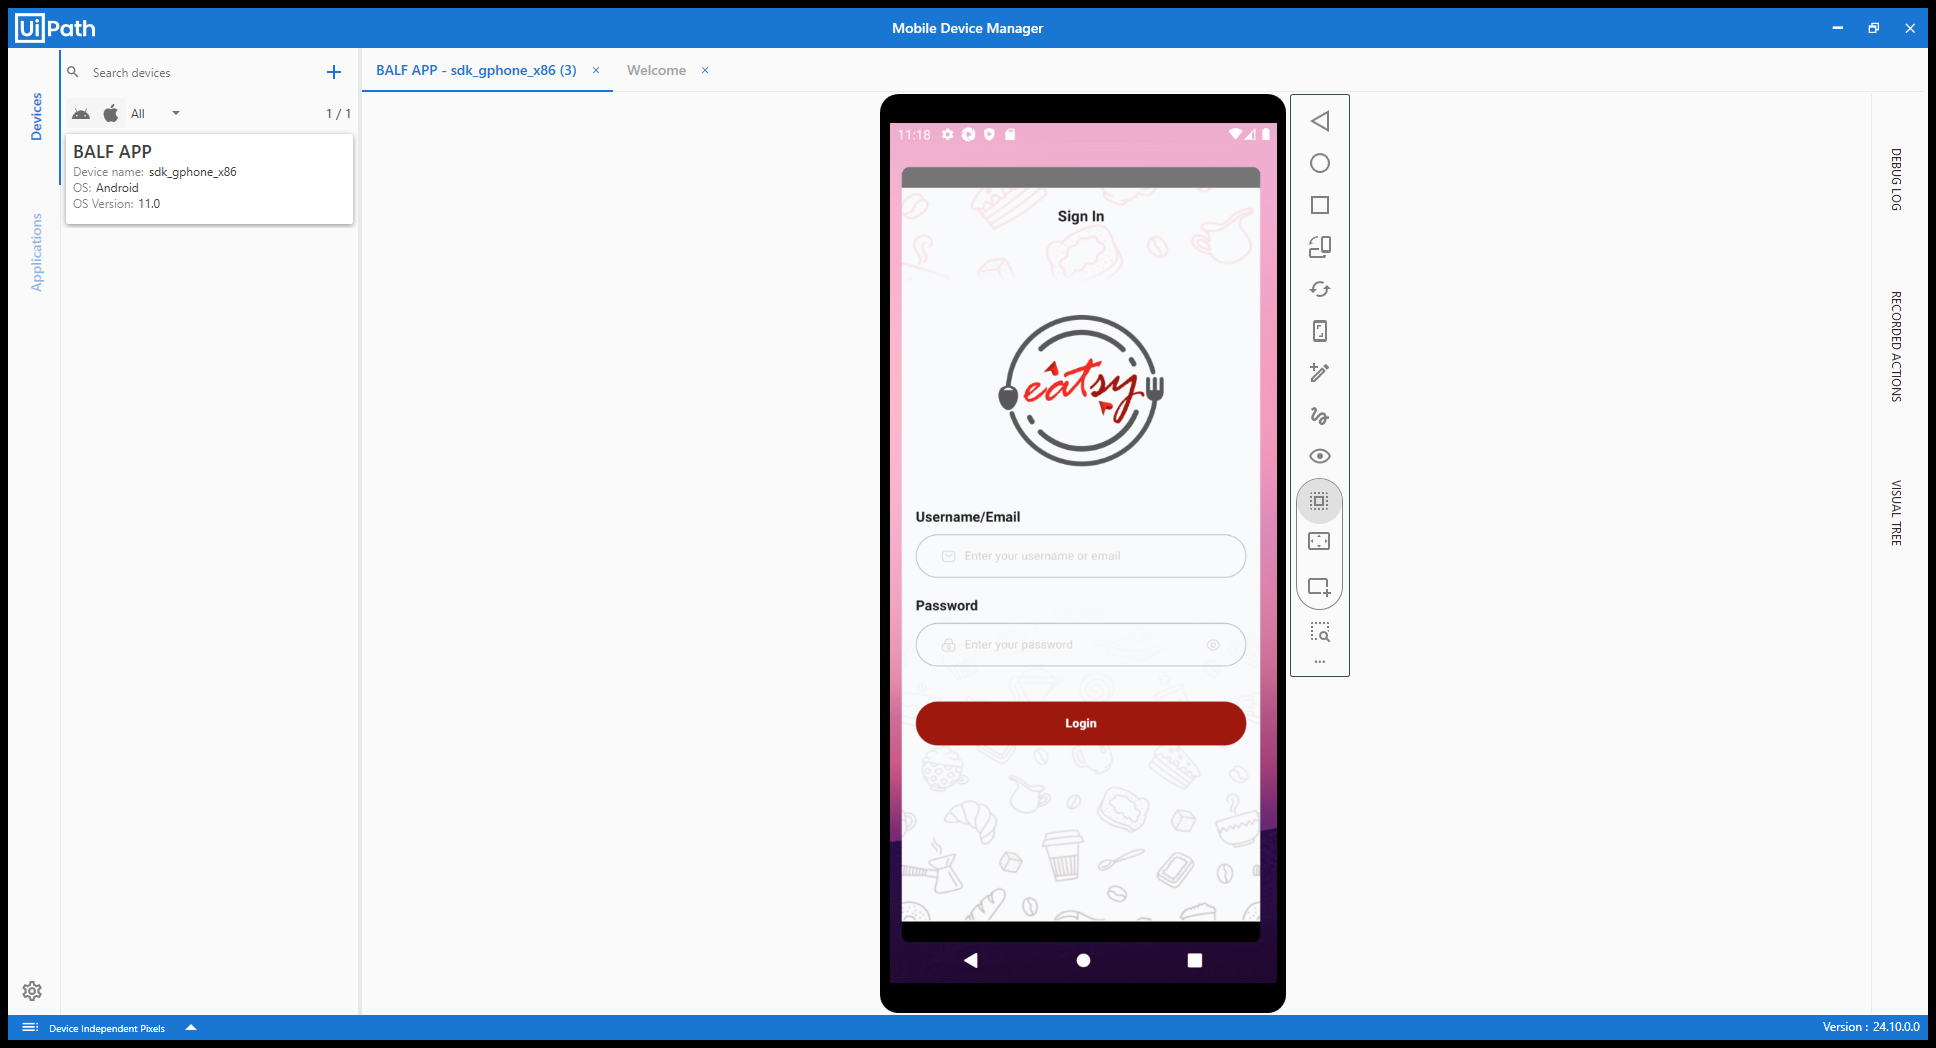 UiPath
Mobile Device Manager
Devices
Applications
Search devices
All
1 / 1
BALF APP
Device name: sdk_gphone_x86
OS: Android
OS Version: 11.0
BALF APP - sdk_gphone_x86 (3)
Welcome
11:18
Sign In
eatsy
Username/Email
Enter your username or email
Password
Enter your password
Login
DEBUG LOG
RECORDED ACTIONS
VISUAL TREE
Device Independent Pixels
Version : 24.10.0.0